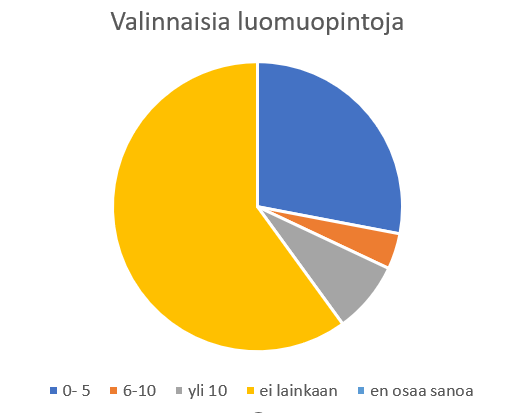 Valinnaisia luomuopintoja
0- 5 6-10 yli 10 ei lainkaan en osaa sanoa